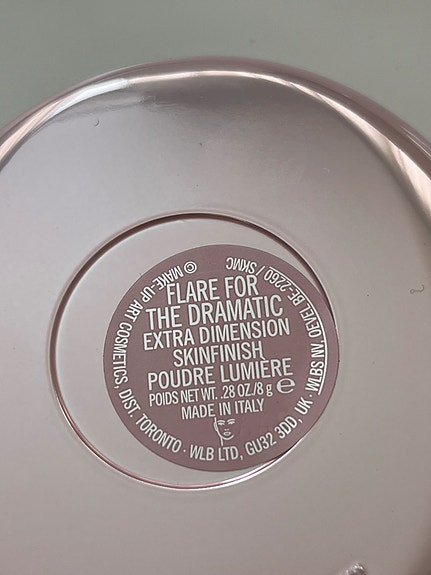 FLARE FOR
THE DRAMATIC
EXTRA DIMENSION
SKINFINISH
POUDRE LUMIÈRE
POIDS NET WT. .28 OZ./8 g e
MADE IN ITALY
© MAKE-UP ART COSMETICS, DIST. TORONTO · WLB LTD, GU32 3DD, UK · WLBS NV, OEVEL BE-2260 / SKMC